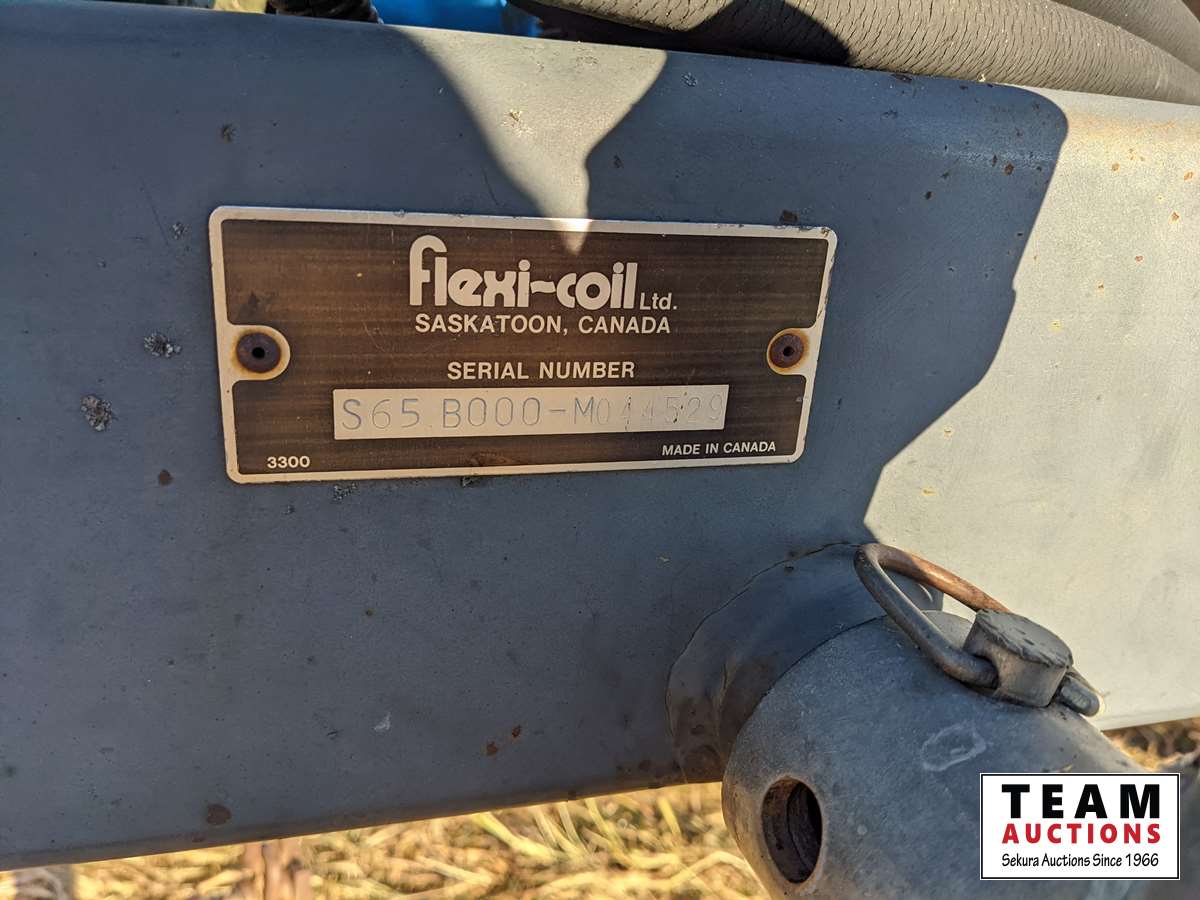 flexi-coil Ltd.
SASKATOON, CANADA
SERIAL NUMBER
S65 B000-M044529
3300
MADE IN CANADA
TEAM
AUCTIONS
Sekura Auctions Since 1966